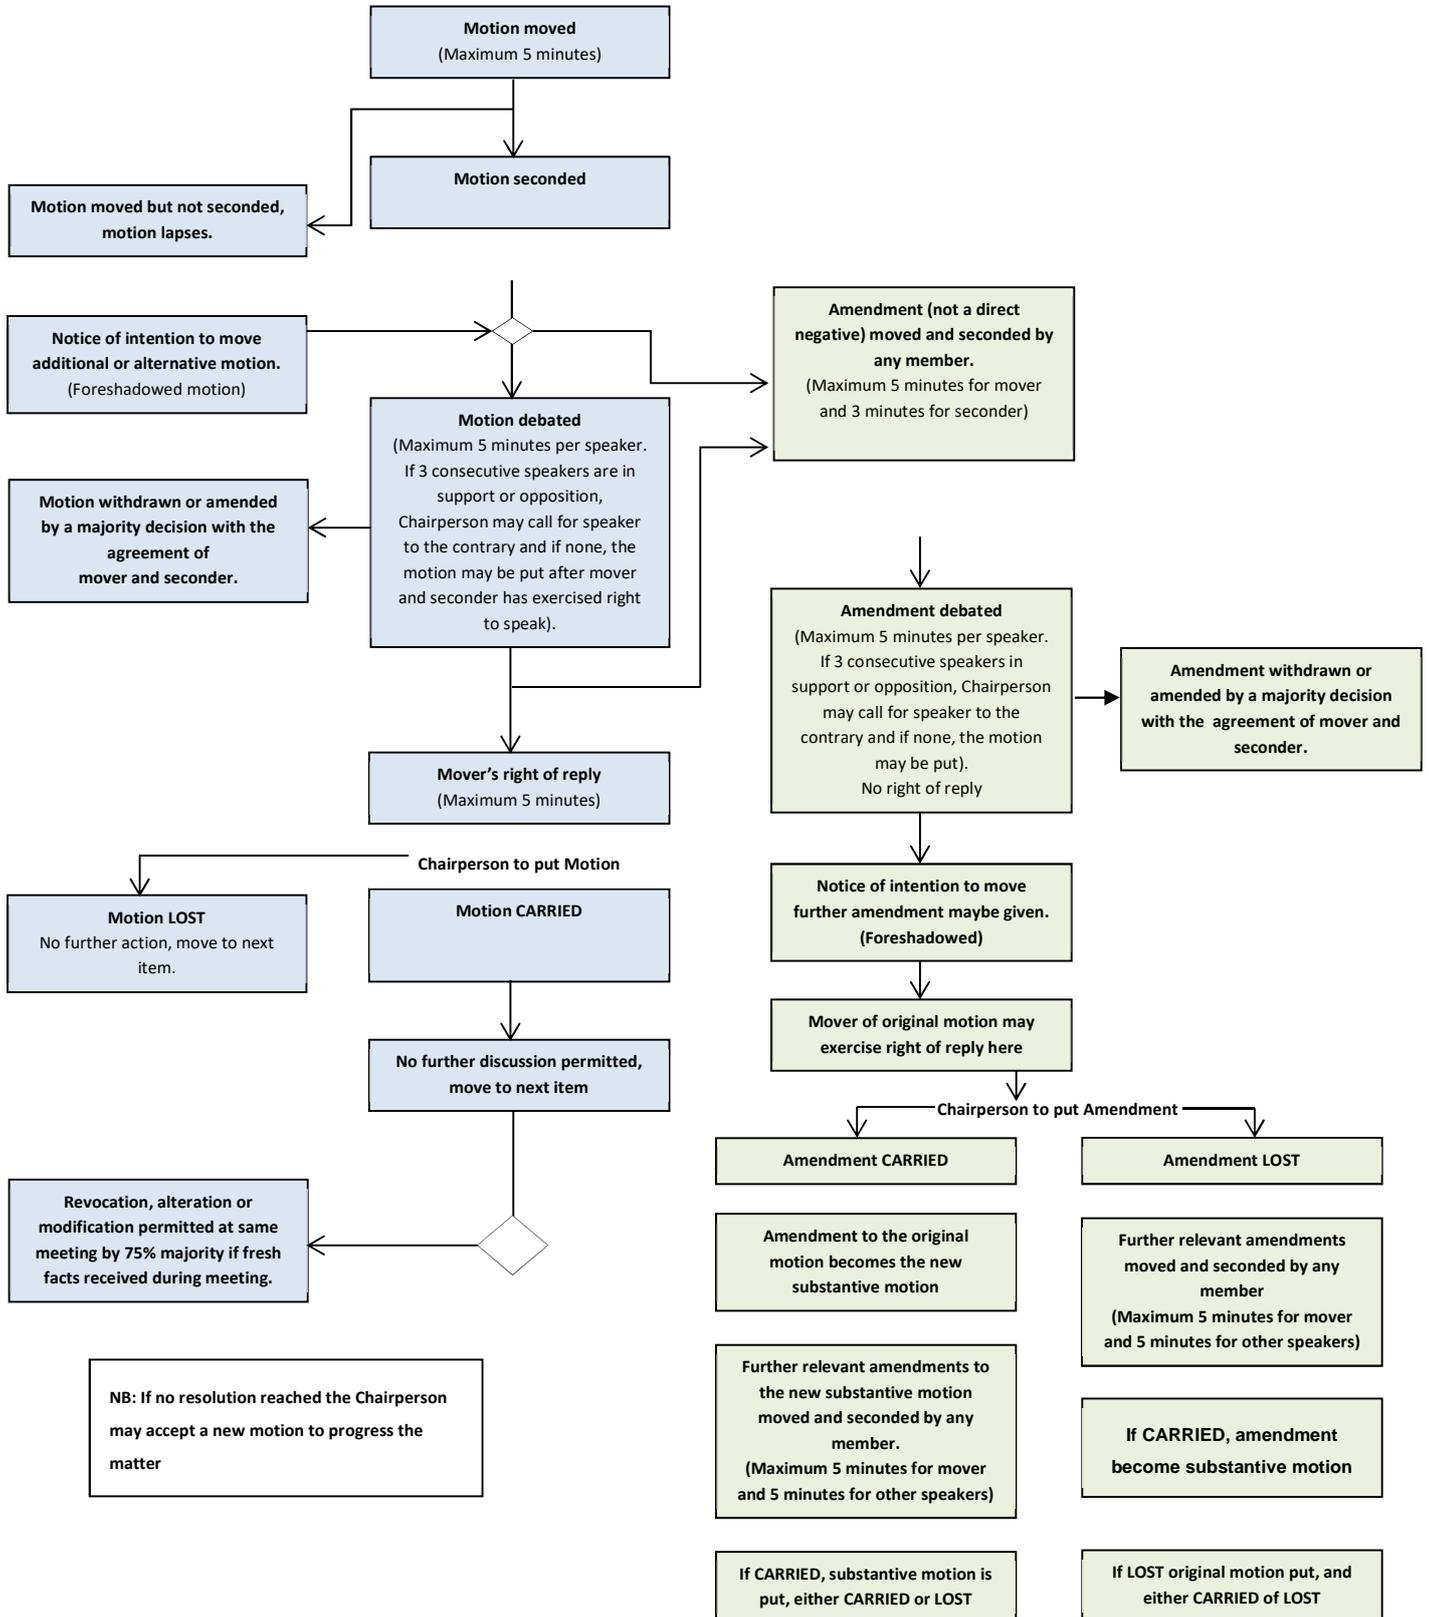 Motion moved
(Maximum 5 minutes)
Motion seconded
Motion moved but not seconded,
motion lapses.
Notice of intention to move
additional or alternative motion.
(Foreshadowed motion)
Amendment (not a direct
negative) moved and seconded by
any member.
(Maximum 5 minutes for mover
and 3 minutes for seconder)
Motion debated
(Maximum 5 minutes per speaker.
If 3 consecutive speakers are in
support or opposition,
Chairperson may call for speaker
to the contrary and if none, the
motion may be put after mover
and seconder has exercised right
to speak).
Motion withdrawn or amended
by a majority decision with the
agreement of
mover and seconder.
Amendment debated
(Maximum 5 minutes per speaker.
If 3 consecutive speakers in
support or opposition, Chairperson
may call for speaker to the
contrary and if none, the motion
may be put).
No right of reply
Amendment withdrawn or
amended by a majority decision
with the  agreement of mover and
seconder.
Mover’s right of reply
(Maximum 5 minutes)
Chairperson to put Motion
Motion LOST
No further action, move to next
item.
Motion CARRIED
Notice of intention to move
further amendment maybe given.
(Foreshadowed)
Mover of original motion may
exercise right of reply here
No further discussion permitted,
move to next item
Chairperson to put Amendment
Amendment CARRIED
Amendment LOST
Revocation, alteration or
modification permitted at same
meeting by 75% majority if fresh
facts received during meeting.
Amendment to the original
motion becomes the new
substantive motion
Further relevant amendments
moved and seconded by any
member
(Maximum 5 minutes for mover
and 5 minutes for other speakers)
NB: If no resolution reached the Chairperson
may accept a new motion to progress the
matter
Further relevant amendments to
the new substantive motion
moved and seconded by any
member.
(Maximum 5 minutes for mover
and 5 minutes for other speakers)
If CARRIED, amendment
become substantive motion
If CARRIED, substantive motion is
put, either CARRIED or LOST
If LOST original motion put, and
either CARRIED of LOST